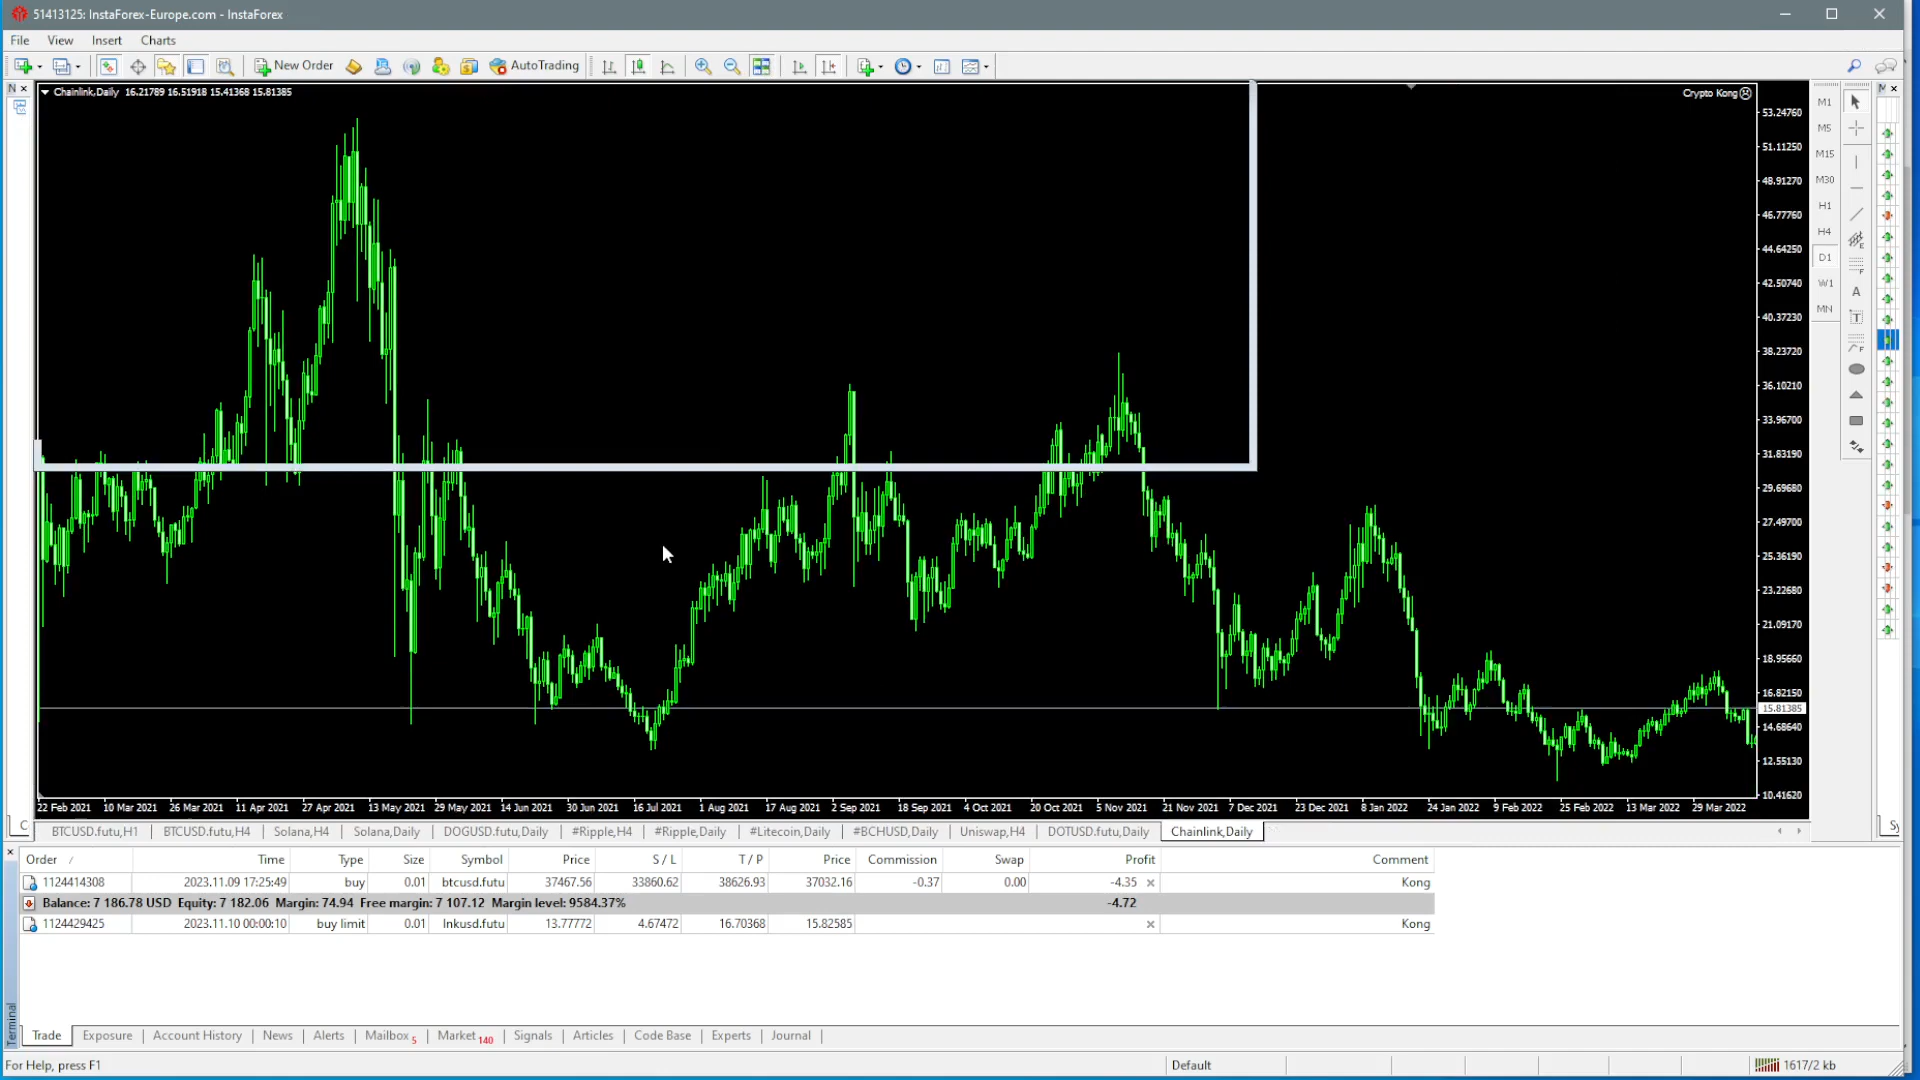 51413125: InstaForex-Europe.com - InstaForex
File View Insert Charts
New Order AutoTrading
N
Chainlink,Daily 16.21789 16.51918 15.41368 15.81385
Crypto Kong
53.24760
51.11250
48.91270
46.77760
44.64250
42.50740
40.37230
38.23720
36.10210
33.96700
31.83190
29.69680
27.49700
25.36190
23.22680
21.09170
18.95660
16.82150
15.81385
14.68640
12.55130
10.41620
M1
M5
M15
M30
H1
H4
D1
W1
MN
M
22 Feb 2021 10 Mar 2021 26 Mar 2021 11 Apr 2021 27 Apr 2021 13 May 2021 29 May 2021 14 Jun 2021 30 Jun 2021 16 Jul 2021 1 Aug 2021 17 Aug 2021 2 Sep 2021 18 Sep 2021 4 Oct 2021 20 Oct 2021 5 Nov 2021 21 Nov 2021 7 Dec 2021 23 Dec 2021 8 Jan 2022 24 Jan 2022 9 Feb 2022 25 Feb 2022 13 Mar 2022 29 Mar 2022
C BTCUSD.futu,H1 BTCUSD.futu,H4 Solana,H4 Solana,Daily DOGUSD.futu,Daily #Ripple,H4 #Ripple,Daily #Litecoin,Daily #BCHUSD,Daily Uniswap,H4 DOTUSD.futu,Daily Chainlink,Daily Sy
Order / Time Type Size Symbol Price S / L T / P Price Commission Swap Profit Comment
1124414308 2023.11.09 17:25:49 buy 0.01 btcusd.futu 37467.56 33860.62 38626.93 37032.16 -0.37 0.00 -4.35 Kong
Balance: 7 186.78 USD Equity: 7 182.06 Margin: 74.94 Free margin: 7 107.12 Margin level: 9584.37% -4.72
1124429425 2023.11.10 00:00:10 buy limit 0.01 lnkusd.futu 13.77772 4.67472 16.70368 15.82585 Kong
Terminal
Trade Exposure Account History News Alerts Mailbox 5 Market 140 Signals Articles Code Base Experts Journal
For Help, press F1 Default 1617/2 kb